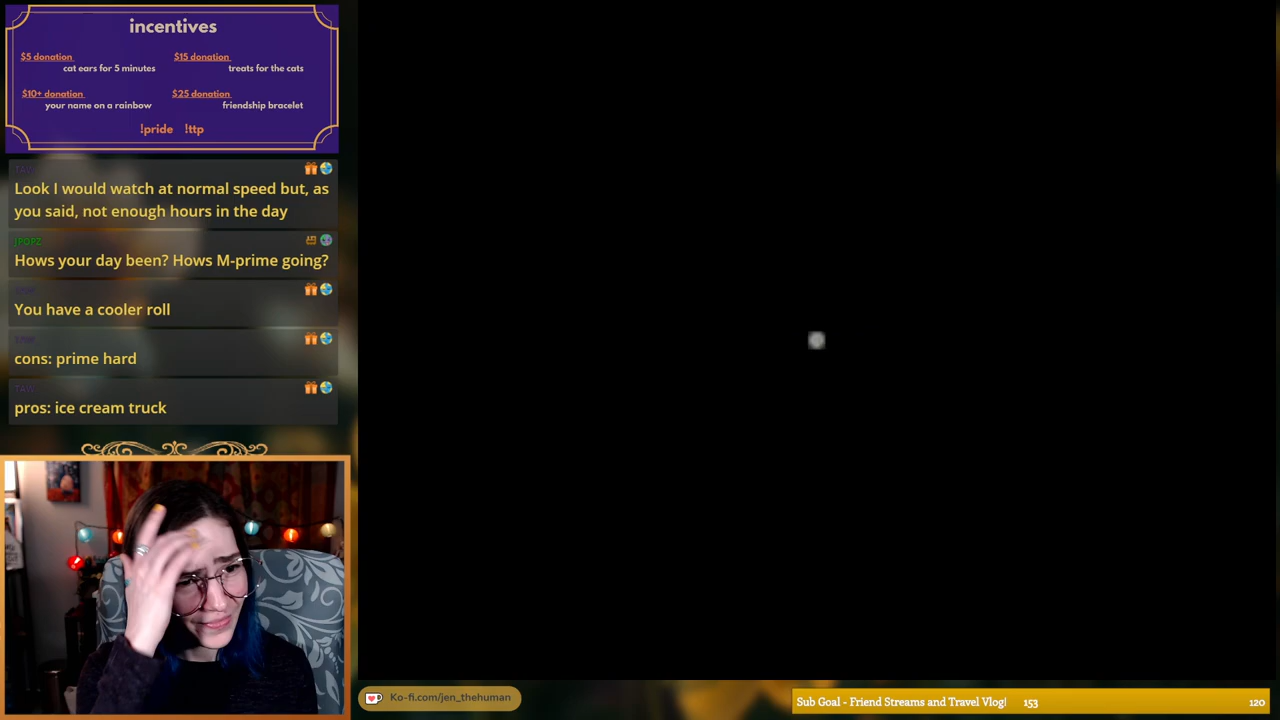 incentives
$5 donation
cat ears for 5 minutes
$15 donation
treats for the cats
$10+ donation
your name on a rainbow
$25 donation
friendship bracelet
!pride !ttp
Look I would watch at normal speed but, as
you said, not enough hours in the day
Hows your day been? Hows M-prime going?
You have a cooler roll
cons: prime hard
pros: ice cream truck
Ko-fi.com/jen_thehuman
Sub Goal - Friend Streams and Travel Vlog! 153 120